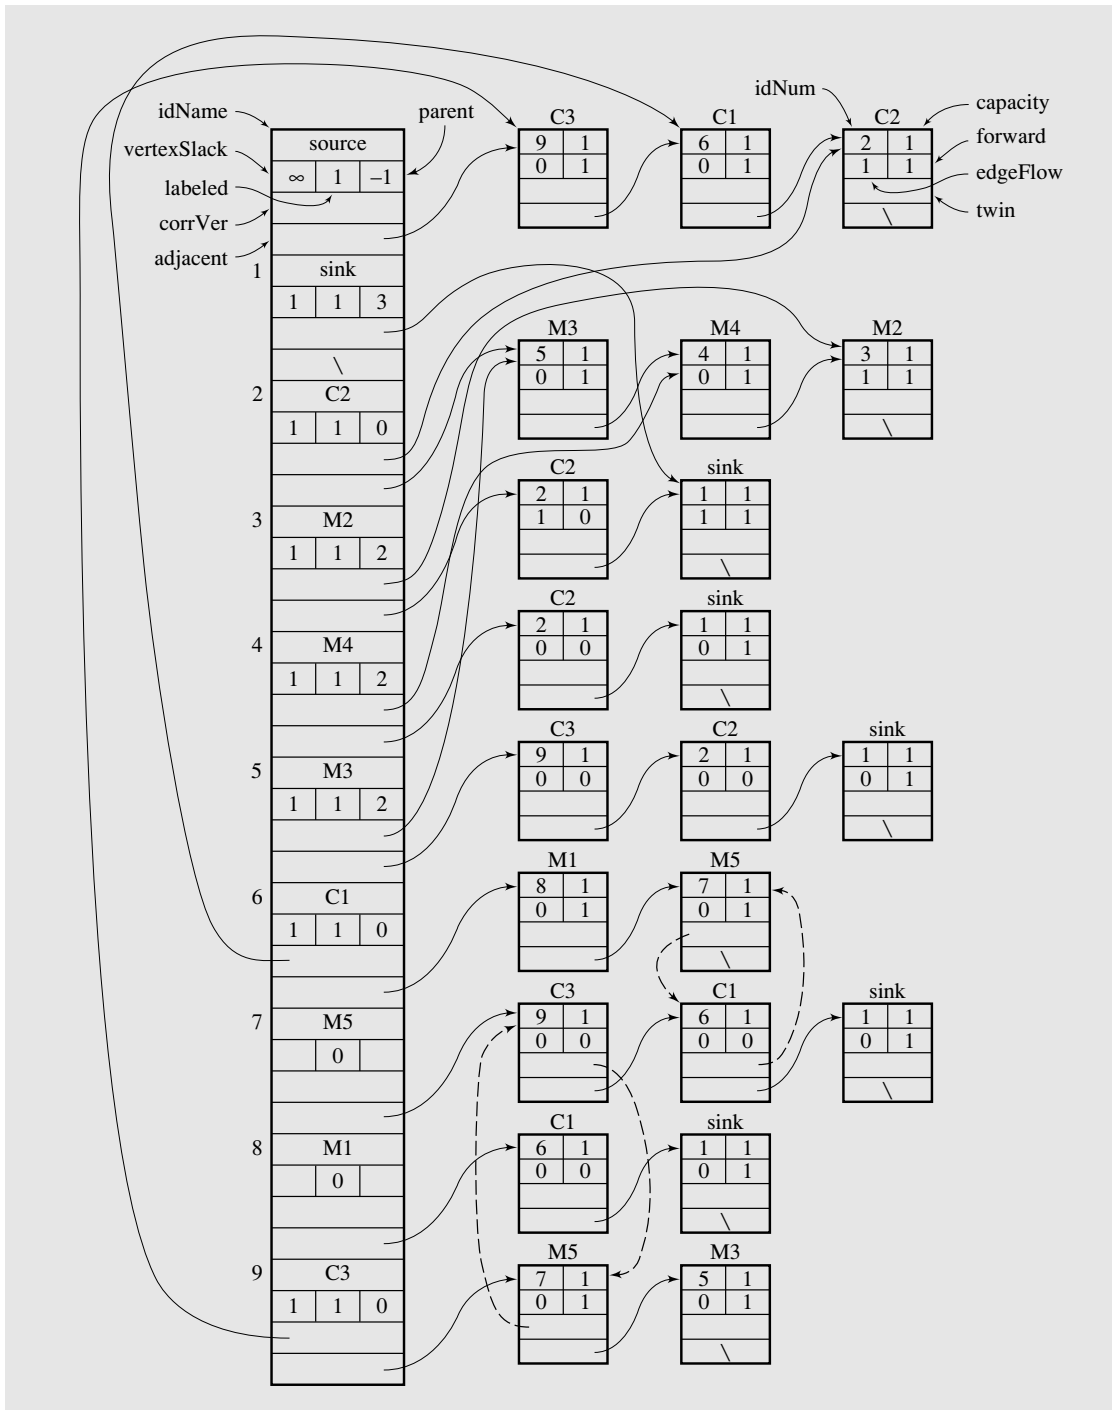 idName
vertexSlack
labeled
corrVer
adjacent
parent
source
∞ 1 –1
C3
9 1
0 1
C1
6 1
0 1
idNum
C2
2 1
1 1
\
capacity
forward
edgeFlow
twin
1 sink
1 1 3
\
2 C2
1 1 0
M3
5 1
0 1
M4
4 1
0 1
M2
3 1
1 1
\
3 M2
1 1 2
C2
2 1
1 0
sink
1 1
1 1
\
4 M4
1 1 2
C2
2 1
0 0
sink
1 1
0 1
\
5 M3
1 1 2
C3
9 1
0 0
C2
2 1
0 0
sink
1 1
0 1
\
6 C1
1 1 0
M1
8 1
0 1
M5
7 1
0 1
\
7 M5
0
C3
9 1
0 0
C1
6 1
0 0
sink
1 1
0 1
\
8 M1
0
C1
6 1
0 0
sink
1 1
0 1
\
9 C3
1 1 0
M5
7 1
0 1
M3
5 1
0 1
\